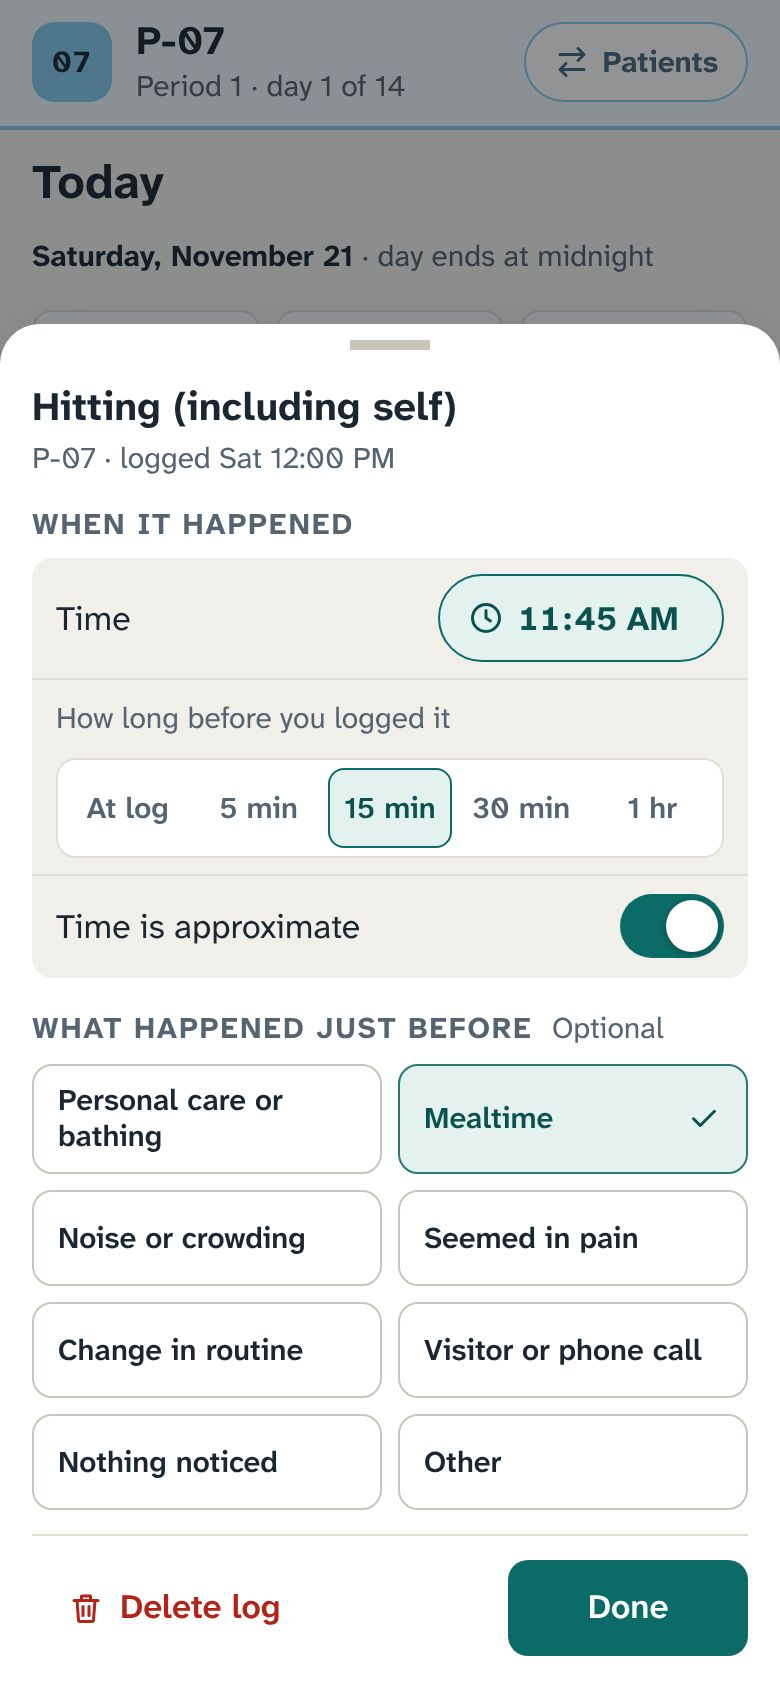 07
P-07
Period 1 · day 1 of 14
Patients
Today
Saturday, November 21 · day ends at midnight
Hitting (including self)
P-07 · logged Sat 12:00 PM
WHEN IT HAPPENED
Time
11:45 AM
How long before you logged it
At log
5 min
15 min
30 min
1 hr
Time is approximate
WHAT HAPPENED JUST BEFORE Optional
Personal care or
bathing
Mealtime
Noise or crowding
Seemed in pain
Change in routine
Visitor or phone call
Nothing noticed
Other
Delete log
Done